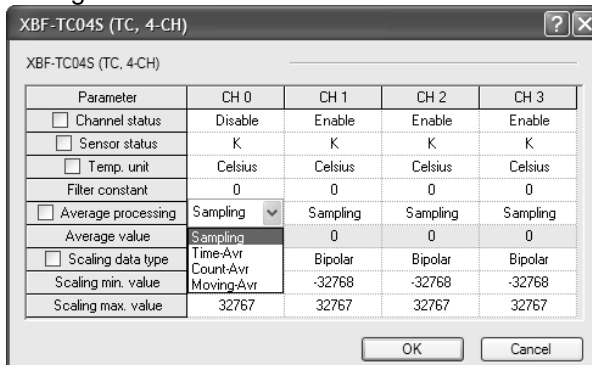 XBF-TC04S (TC, 4-CH)
XBF-TC04S (TC, 4-CH)
Parameter CH 0 CH 1 CH 2 CH 3
Channel status Disable Enable Enable Enable
Sensor status K K K K
Temp. unit Celsius Celsius Celsius Celsius
Filter constant 0 0 0 0
Average processing Sampling Sampling Sampling Sampling
Average value Sampling 0 0 0
Time-Avr
Scaling data type Bipolar Bipolar Bipolar
Count-Avr
Scaling min. value Moving-Avr -32768 -32768 -32768
Scaling max. value 32767 32767 32767 32767
OK Cancel